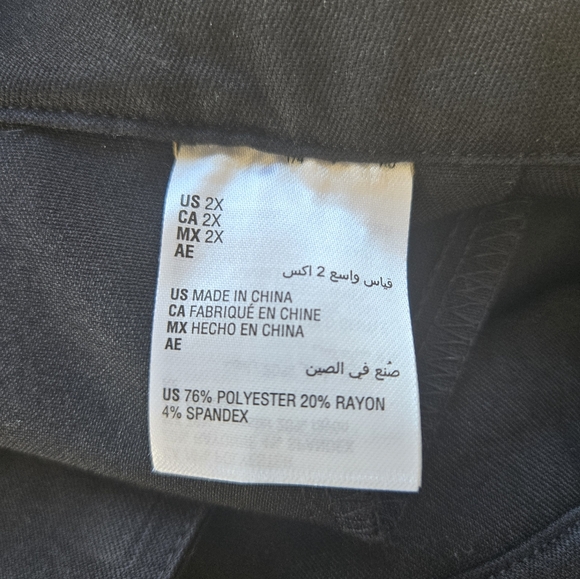 US 2X
CA 2X
MX 2X
AE
قياس واسع 2 اكس
US MADE IN CHINA
CA FABRIQUÉ EN CHINE
MX HECHO EN CHINA
AE
صُنع في الصين
US 76% POLYESTER 20% RAYON
4% SPANDEX